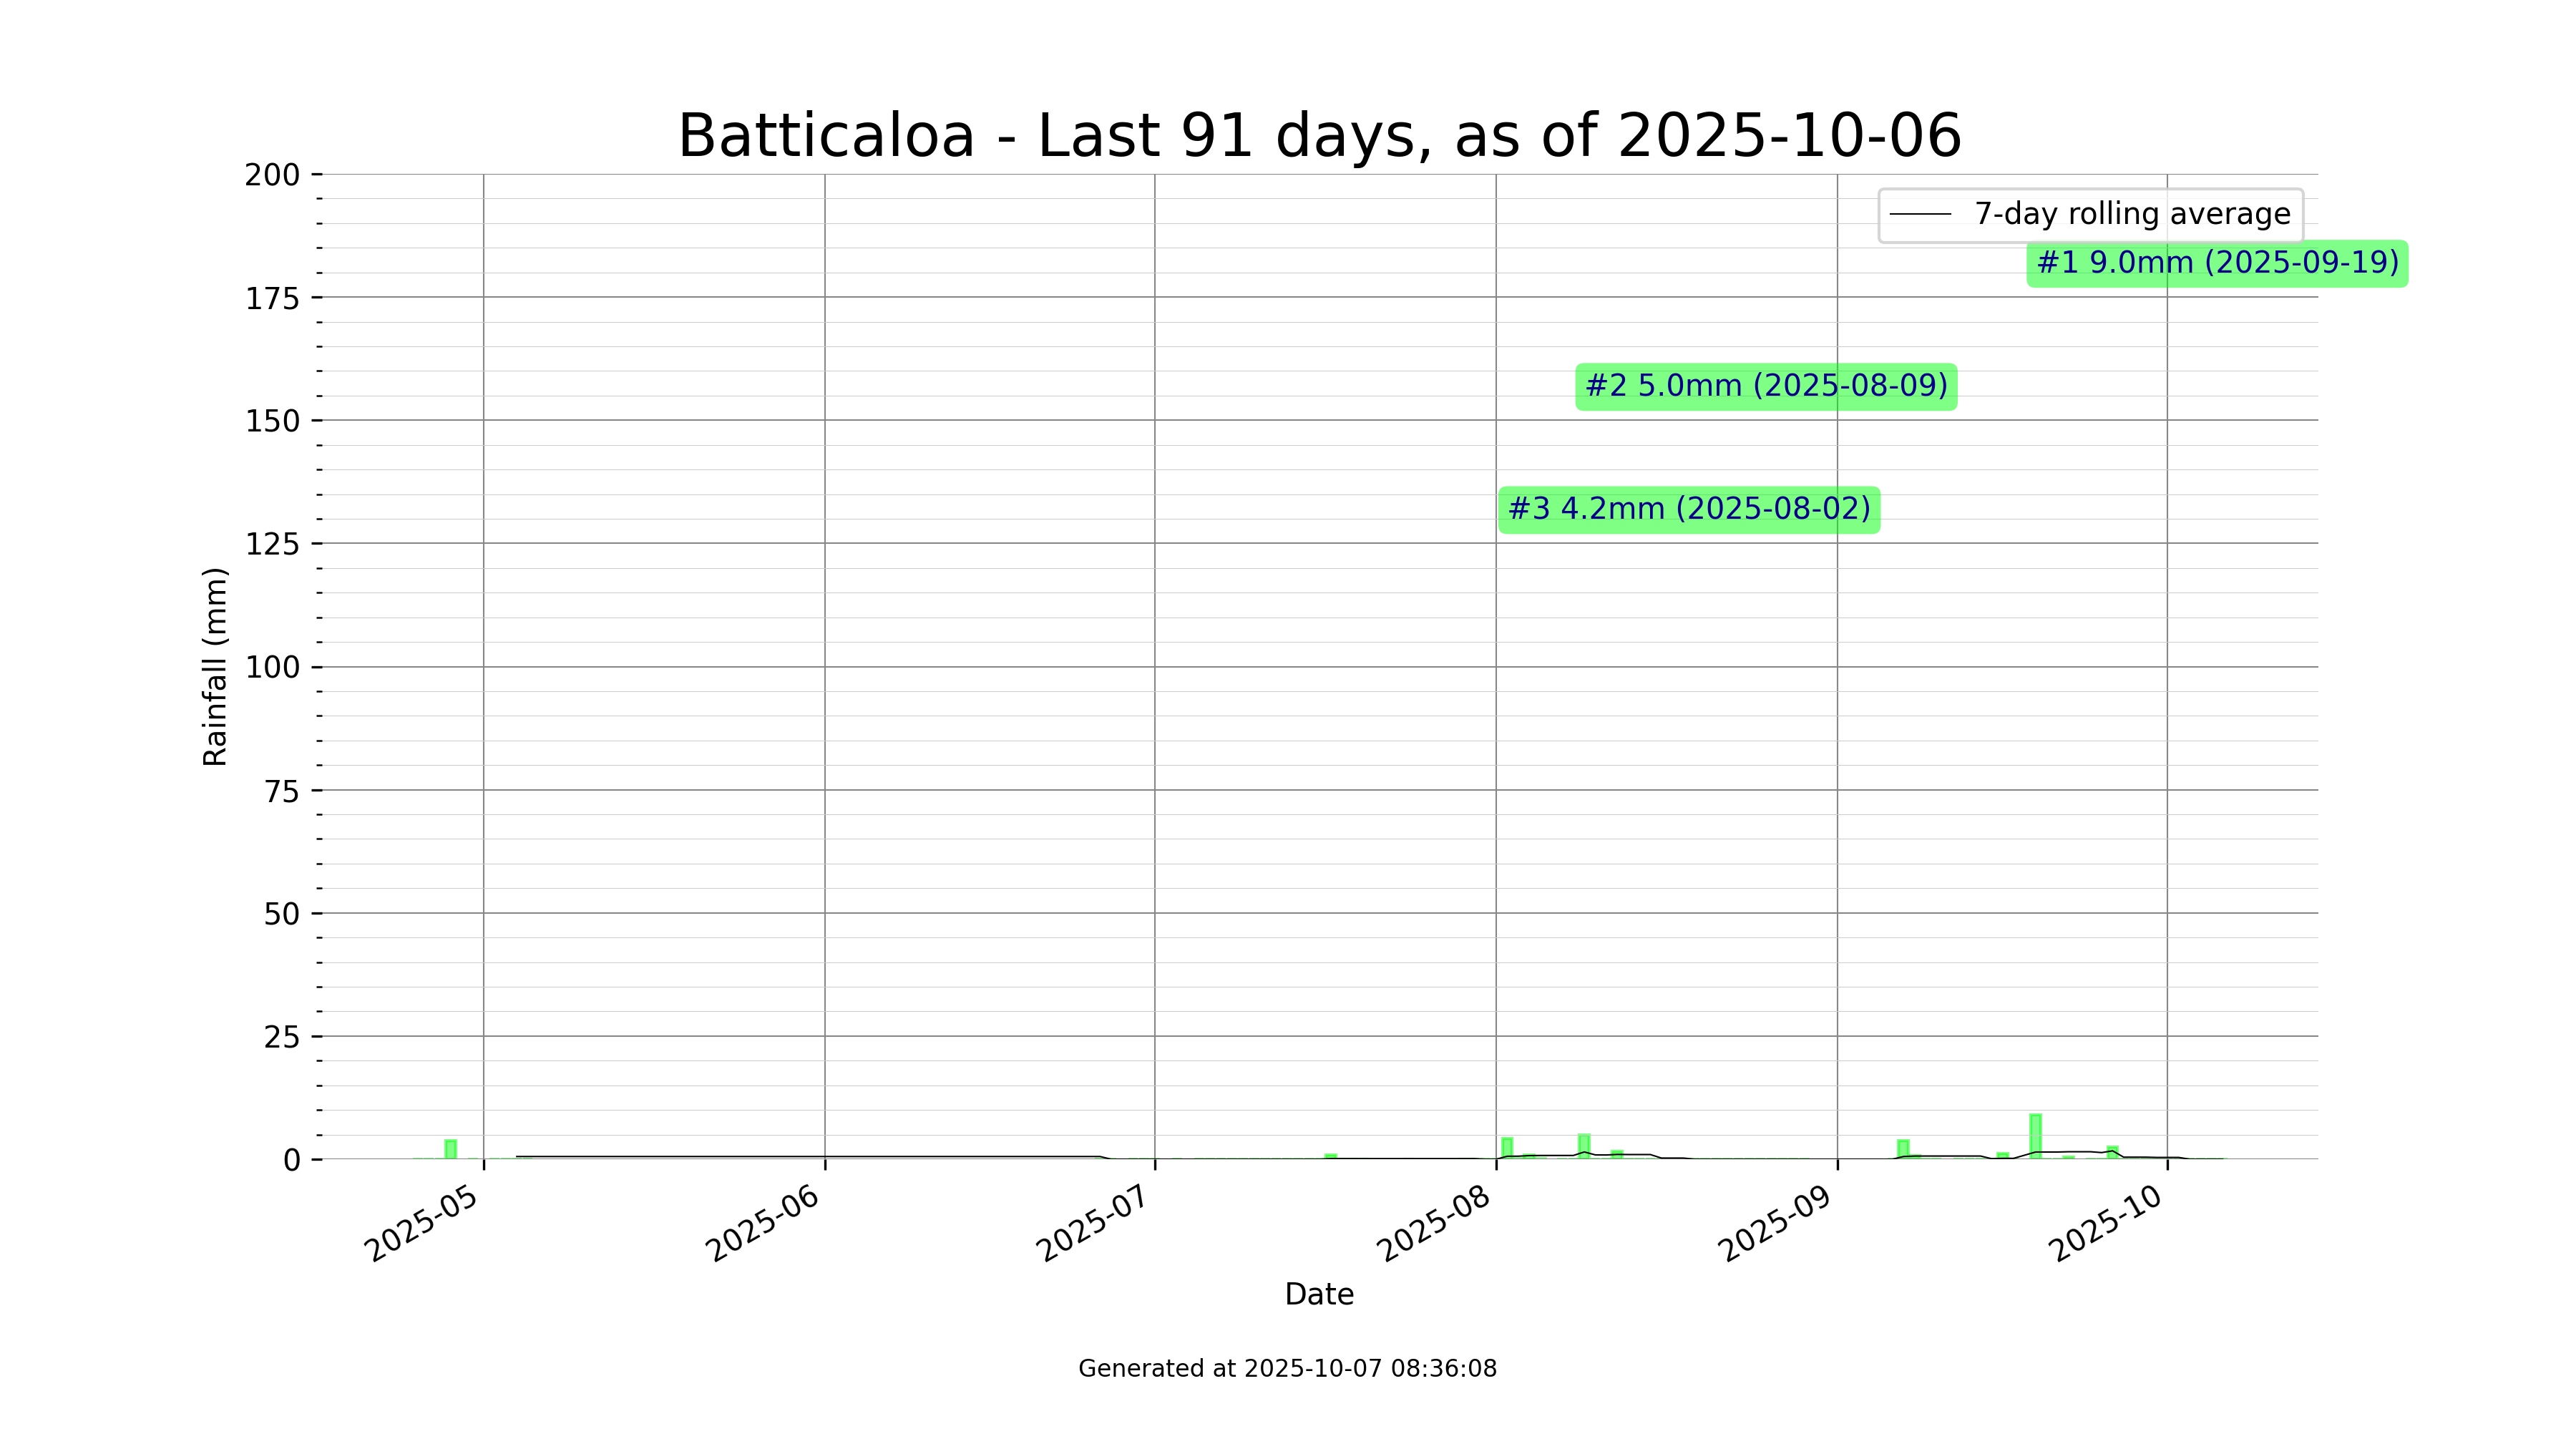 Batticaloa - Last 91 days, as of 2025-10-06
200
175
150
125
100
75
50
25
0
Rainfall (mm)
7-day rolling average
#1 9.0mm (2025-09-19)
#2 5.0mm (2025-08-09)
#3 4.2mm (2025-08-02)
2025-05
2025-06
2025-07
2025-08
2025-09
2025-10
Date
Generated at 2025-10-07 08:36:08